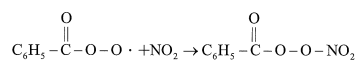 O O
C₆H₅—C—O—O · +NO₂ → C₆H₅—C—O—O—NO₂